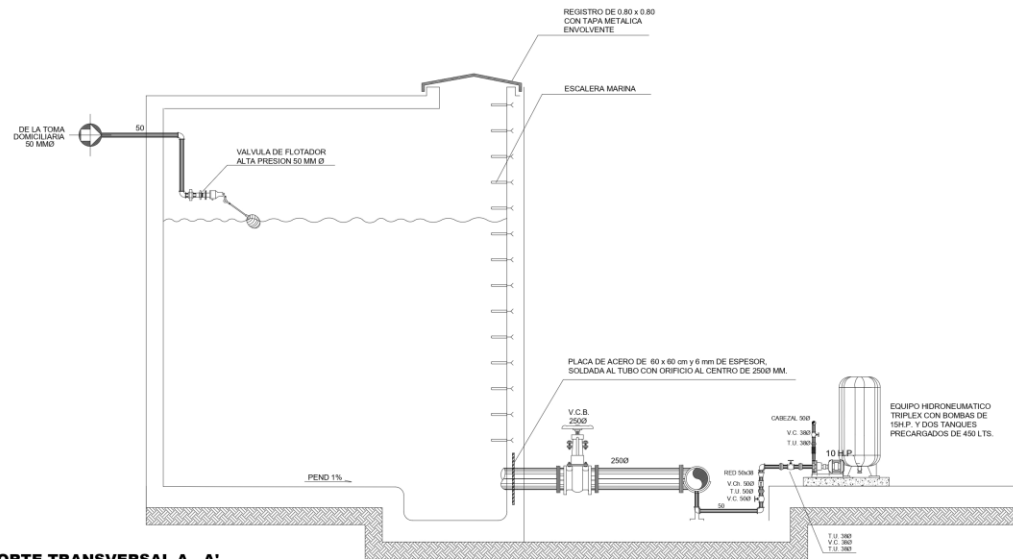 REGISTRO DE 0.80 x 0.80
CON TAPA METALICA
ENVOLVENTE
ESCALERA MARINA
DE LA TOMA
DOMICILIARIA
50 MMØ
50
VALVULA DE FLOTADOR
ALTA PRESION 50 MM Ø
PLACA DE ACERO DE 60 x 60 cm y 6 mm DE ESPESOR,
SOLDADA AL TUBO CON ORIFICIO AL CENTRO DE 250Ø MM.
V.C.B.
250Ø
250Ø
CABEZAL 50Ø
V.C. 38Ø
T.U. 38Ø
10 H.P.
EQUIPO HIDRONEUMATICO
TRIPLEX CON BOMBAS DE
15H.P. Y DOS TANQUES
PRECARGADOS DE 450 LTS.
RED 50x38
V.Ch. 50Ø
T.U. 50Ø
V.C. 50Ø
50
PEND 1%
T.U. 38Ø
V.C. 38Ø
T.U. 38Ø
CORTE TRANSVERSAL A - A'